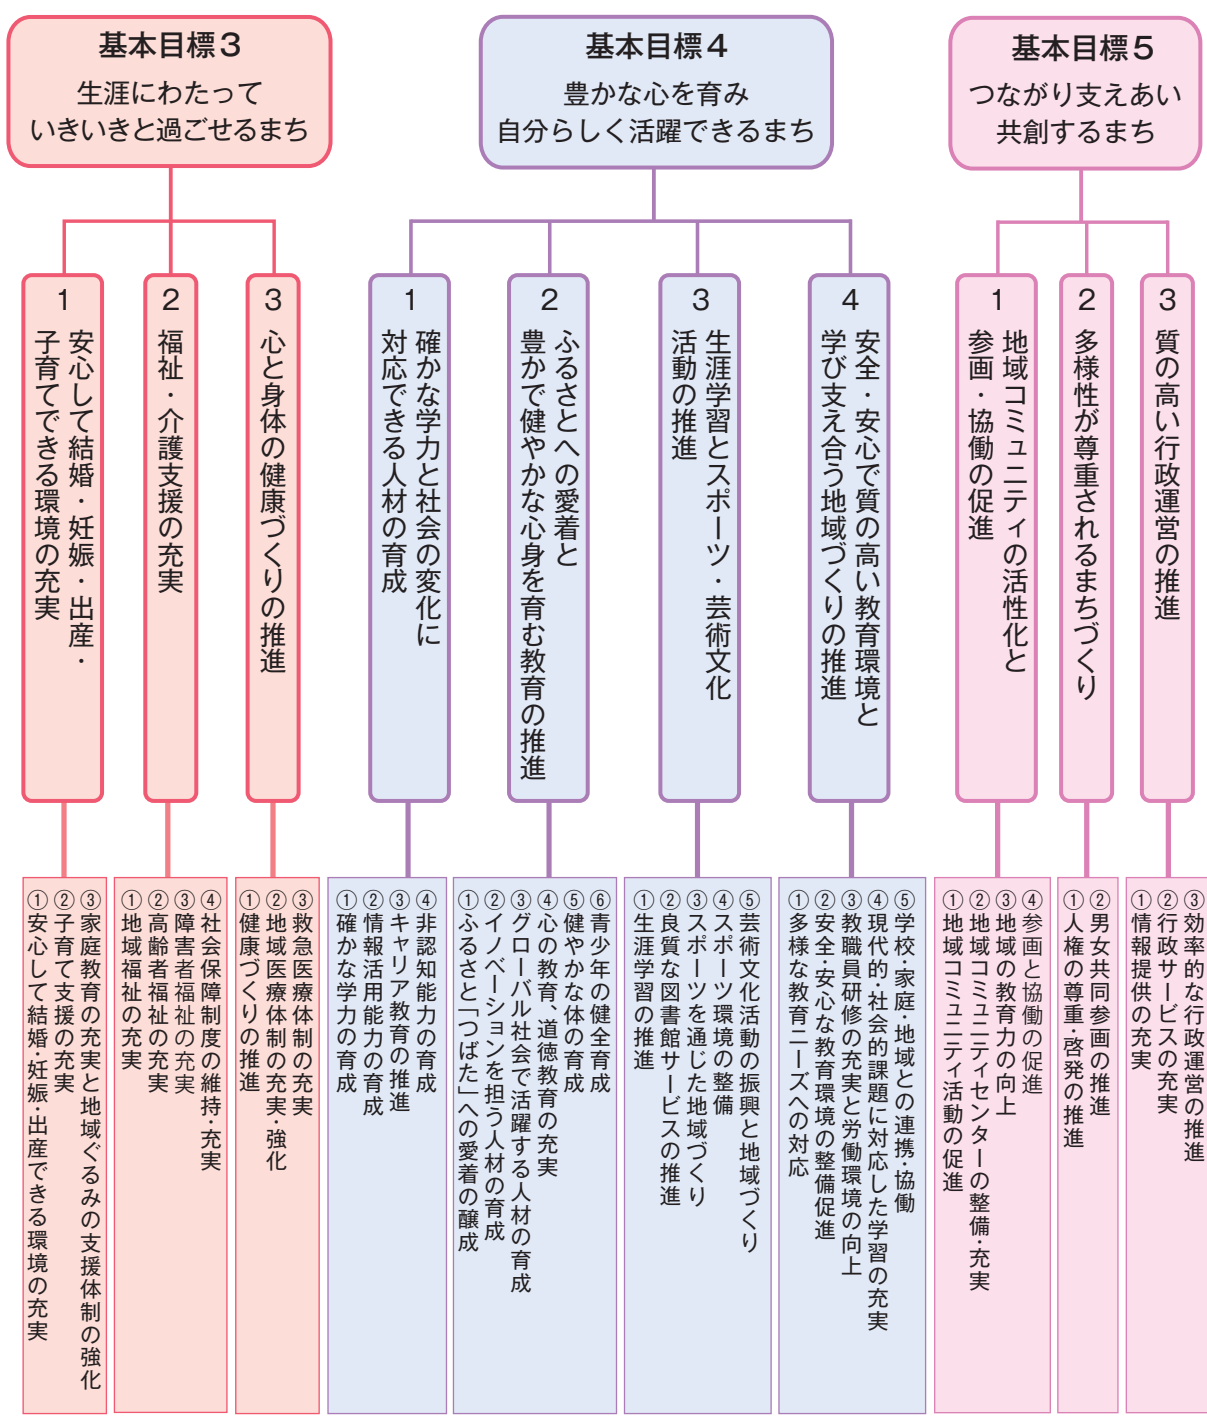 基本目標3
生涯にわたって
いきいきと過ごせるまち
1
安心して結婚・妊娠・出産・
子育てできる環境の充実
2
福祉・介護支援の充実
3
心と身体の健康づくりの推進
①安心して結婚・妊娠・出産できる環境の充実
②子育て支援の充実
③家庭教育の充実と地域ぐるみの支援体制の強化
①地域福祉の充実
②高齢者福祉の充実
③障害者福祉の充実
④社会保障制度の維持・充実
①健康づくりの推進
②地域医療体制の充実・強化
③救急医療体制の充実
基本目標4
豊かな心を育み
自分らしく活躍できるまち
1
確かな学力と社会の変化に
対応できる人材の育成
2
ふるさとへの愛着と
豊かで健やかな心身を育む教育の推進
3
生涯学習とスポーツ・芸術文化
活動の推進
4
安全・安心で質の高い教育環境と
学び支え合う地域づくりの推進
①確かな学力の育成
②情報活用能力の育成
③キャリア教育の推進
④非認知能力の育成
①ふるさと「つばた」への愛着の醸成
②イノベーションを担う人材の育成
③グローバル社会で活躍する人材の育成
④心の教育、道徳教育の充実
⑤健やかな体の育成
⑥青少年の健全育成
①生涯学習の推進
②良質な図書館サービスの推進
③スポーツを通じた地域づくり
④スポーツ環境の整備
⑤芸術文化活動の振興と地域づくり
①多様な教育ニーズへの対応
②安全・安心な教育環境の整備促進
③教職員研修の充実と労働環境の向上
④現代的・社会的課題に対応した学習の充実
⑤学校・家庭・地域との連携・協働
基本目標5
つながり支えあい
共創するまち
1
地域コミュニティの活性化と
参画・協働の促進
2
多様性が尊重されるまちづくり
3
質の高い行政運営の推進
①地域コミュニティ活動の促進
②地域コミュニティセンターの整備・充実
③地域の教育力の向上
④参画と協働の促進
①人権の尊重・啓発の推進
②男女共同参画の推進
①情報提供の充実
②行政サービスの充実
③効率的な行政運営の推進